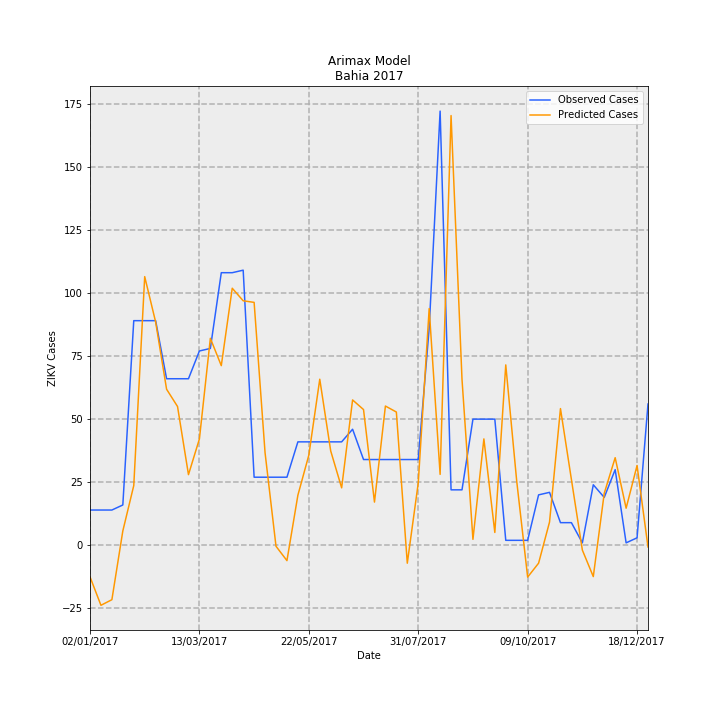 Arimax Model
Bahia 2017
Observed Cases
Predicted Cases
175
150
125
100
75
50
25
0
−25
ZIKV Cases
02/01/2017 13/03/2017 22/05/2017 31/07/2017 09/10/2017 18/12/2017
Date